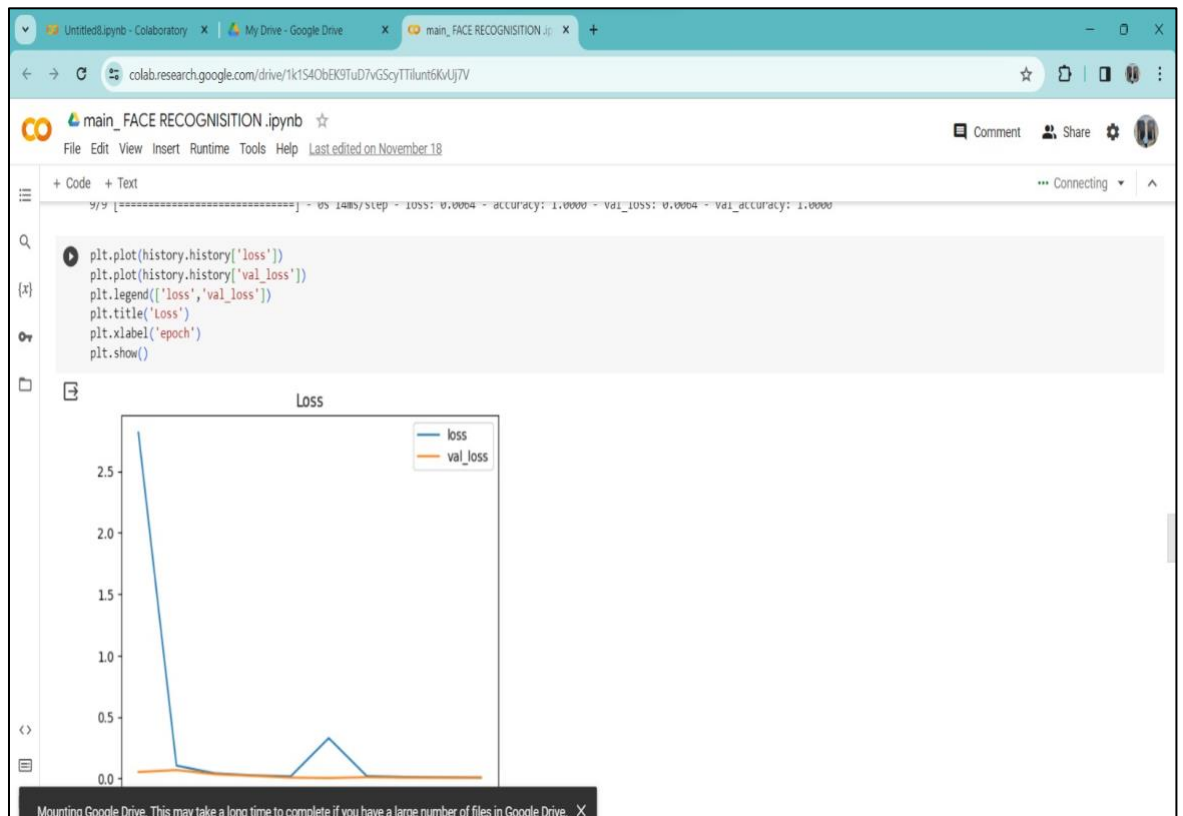 Untitled8.ipynb - Colaboratory
My Drive - Google Drive
main_ FACE RECOGNISITION .ip
colab.research.google.com/drive/1k1S4ObEK9TuD7vGScyTTilunt6KvUj7V
main_ FACE RECOGNISITION .ipynb
Comment Share
File Edit View Insert Runtime Tools Help Last edited on November 18
+ Code + Text
Connecting
9/9 [==============================] - 0s 14ms/step - loss: 0.0064 - accuracy: 1.0000 - val_loss: 0.0064 - val_accuracy: 1.0000
plt.plot(history.history['loss'])
plt.plot(history.history['val_loss'])
plt.legend(['loss','val_loss'])
plt.title('Loss')
plt.xlabel('epoch')
plt.show()
{x}
Loss
loss
val_loss
2.5
2.0
1.5
1.0
0.5
0.0
Mounting Google Drive. This may take a long time to complete if you have a large number of files in Google Drive. X